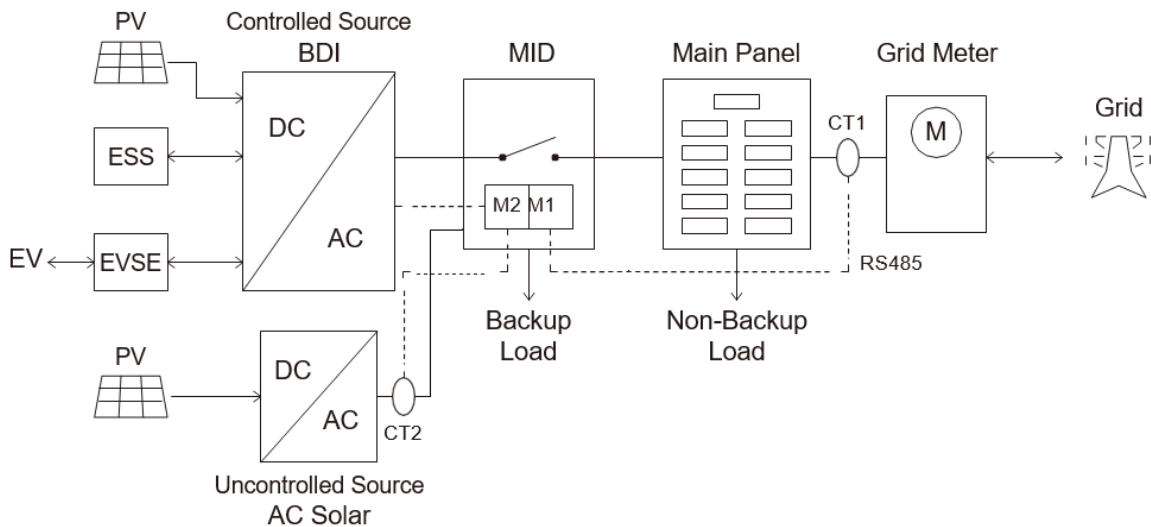 PV
Controlled Source
BDI
MID
Main Panel
Grid Meter
Grid
DC
AC
ESS
EV
EVSE
M2
M1
CT1
M
RS485
Backup
Load
Non-Backup
Load
PV
DC
AC
CT2
Uncontrolled Source
AC Solar